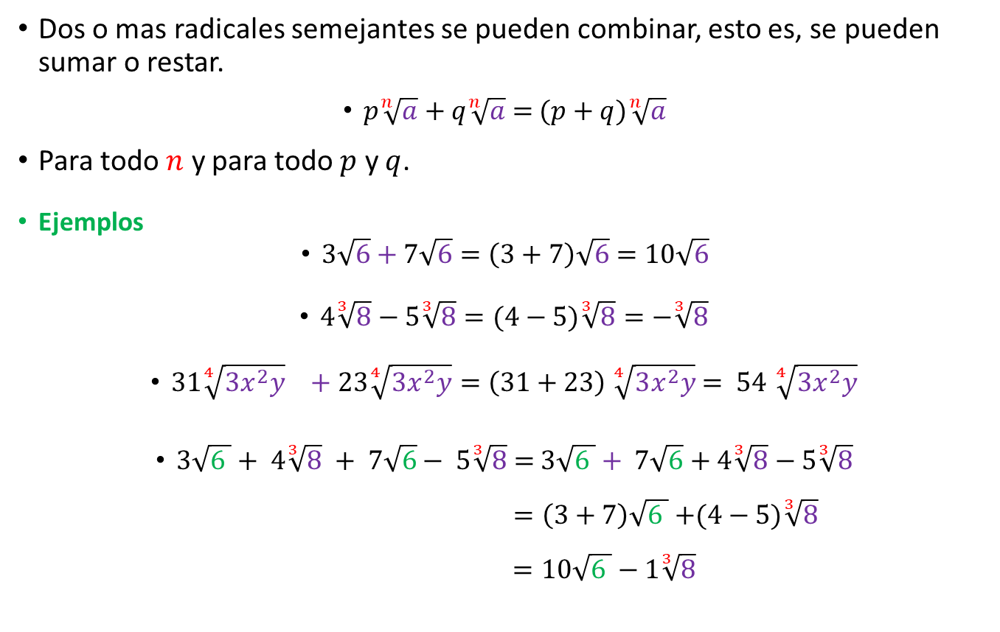 • Dos o mas radicales semejantes se pueden combinar, esto es, se pueden
sumar o restar.
• p ⁿ√a + q ⁿ√a = (p + q) ⁿ√a
• Para todo n y para todo p y q.
• Ejemplos
• 3√6 + 7√6 = (3 + 7)√6 = 10√6
• 4∛8 − 5∛8 = (4 − 5)∛8 = −∛8
• 31∜(3x²y) + 23∜(3x²y) = (31 + 23) ∜(3x²y) = 54 ∜(3x²y)
• 3√6 + 4∛8 + 7√6 − 5∛8 = 3√6 + 7√6 + 4∛8 − 5∛8
= (3 + 7)√6 +(4 − 5)∛8
= 10√6 − 1∛8